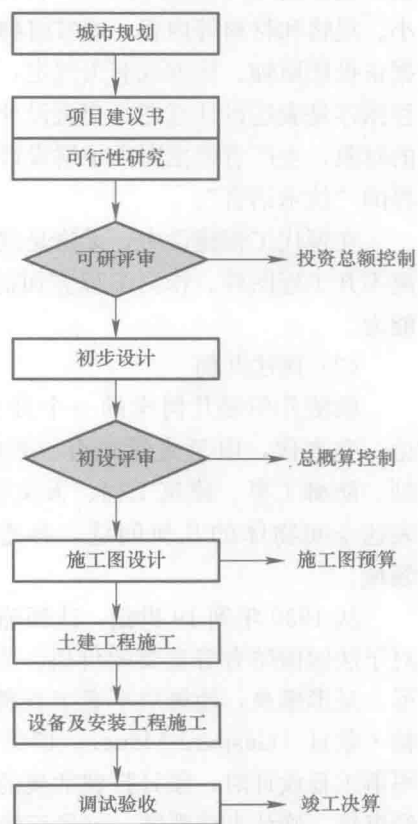 城市规划
项目建议书
可行性研究
可研评审
投资总额控制
初步设计
初设评审
总概算控制
施工图设计
施工图预算
土建工程施工
设备及安装工程施工
调试验收
竣工决算